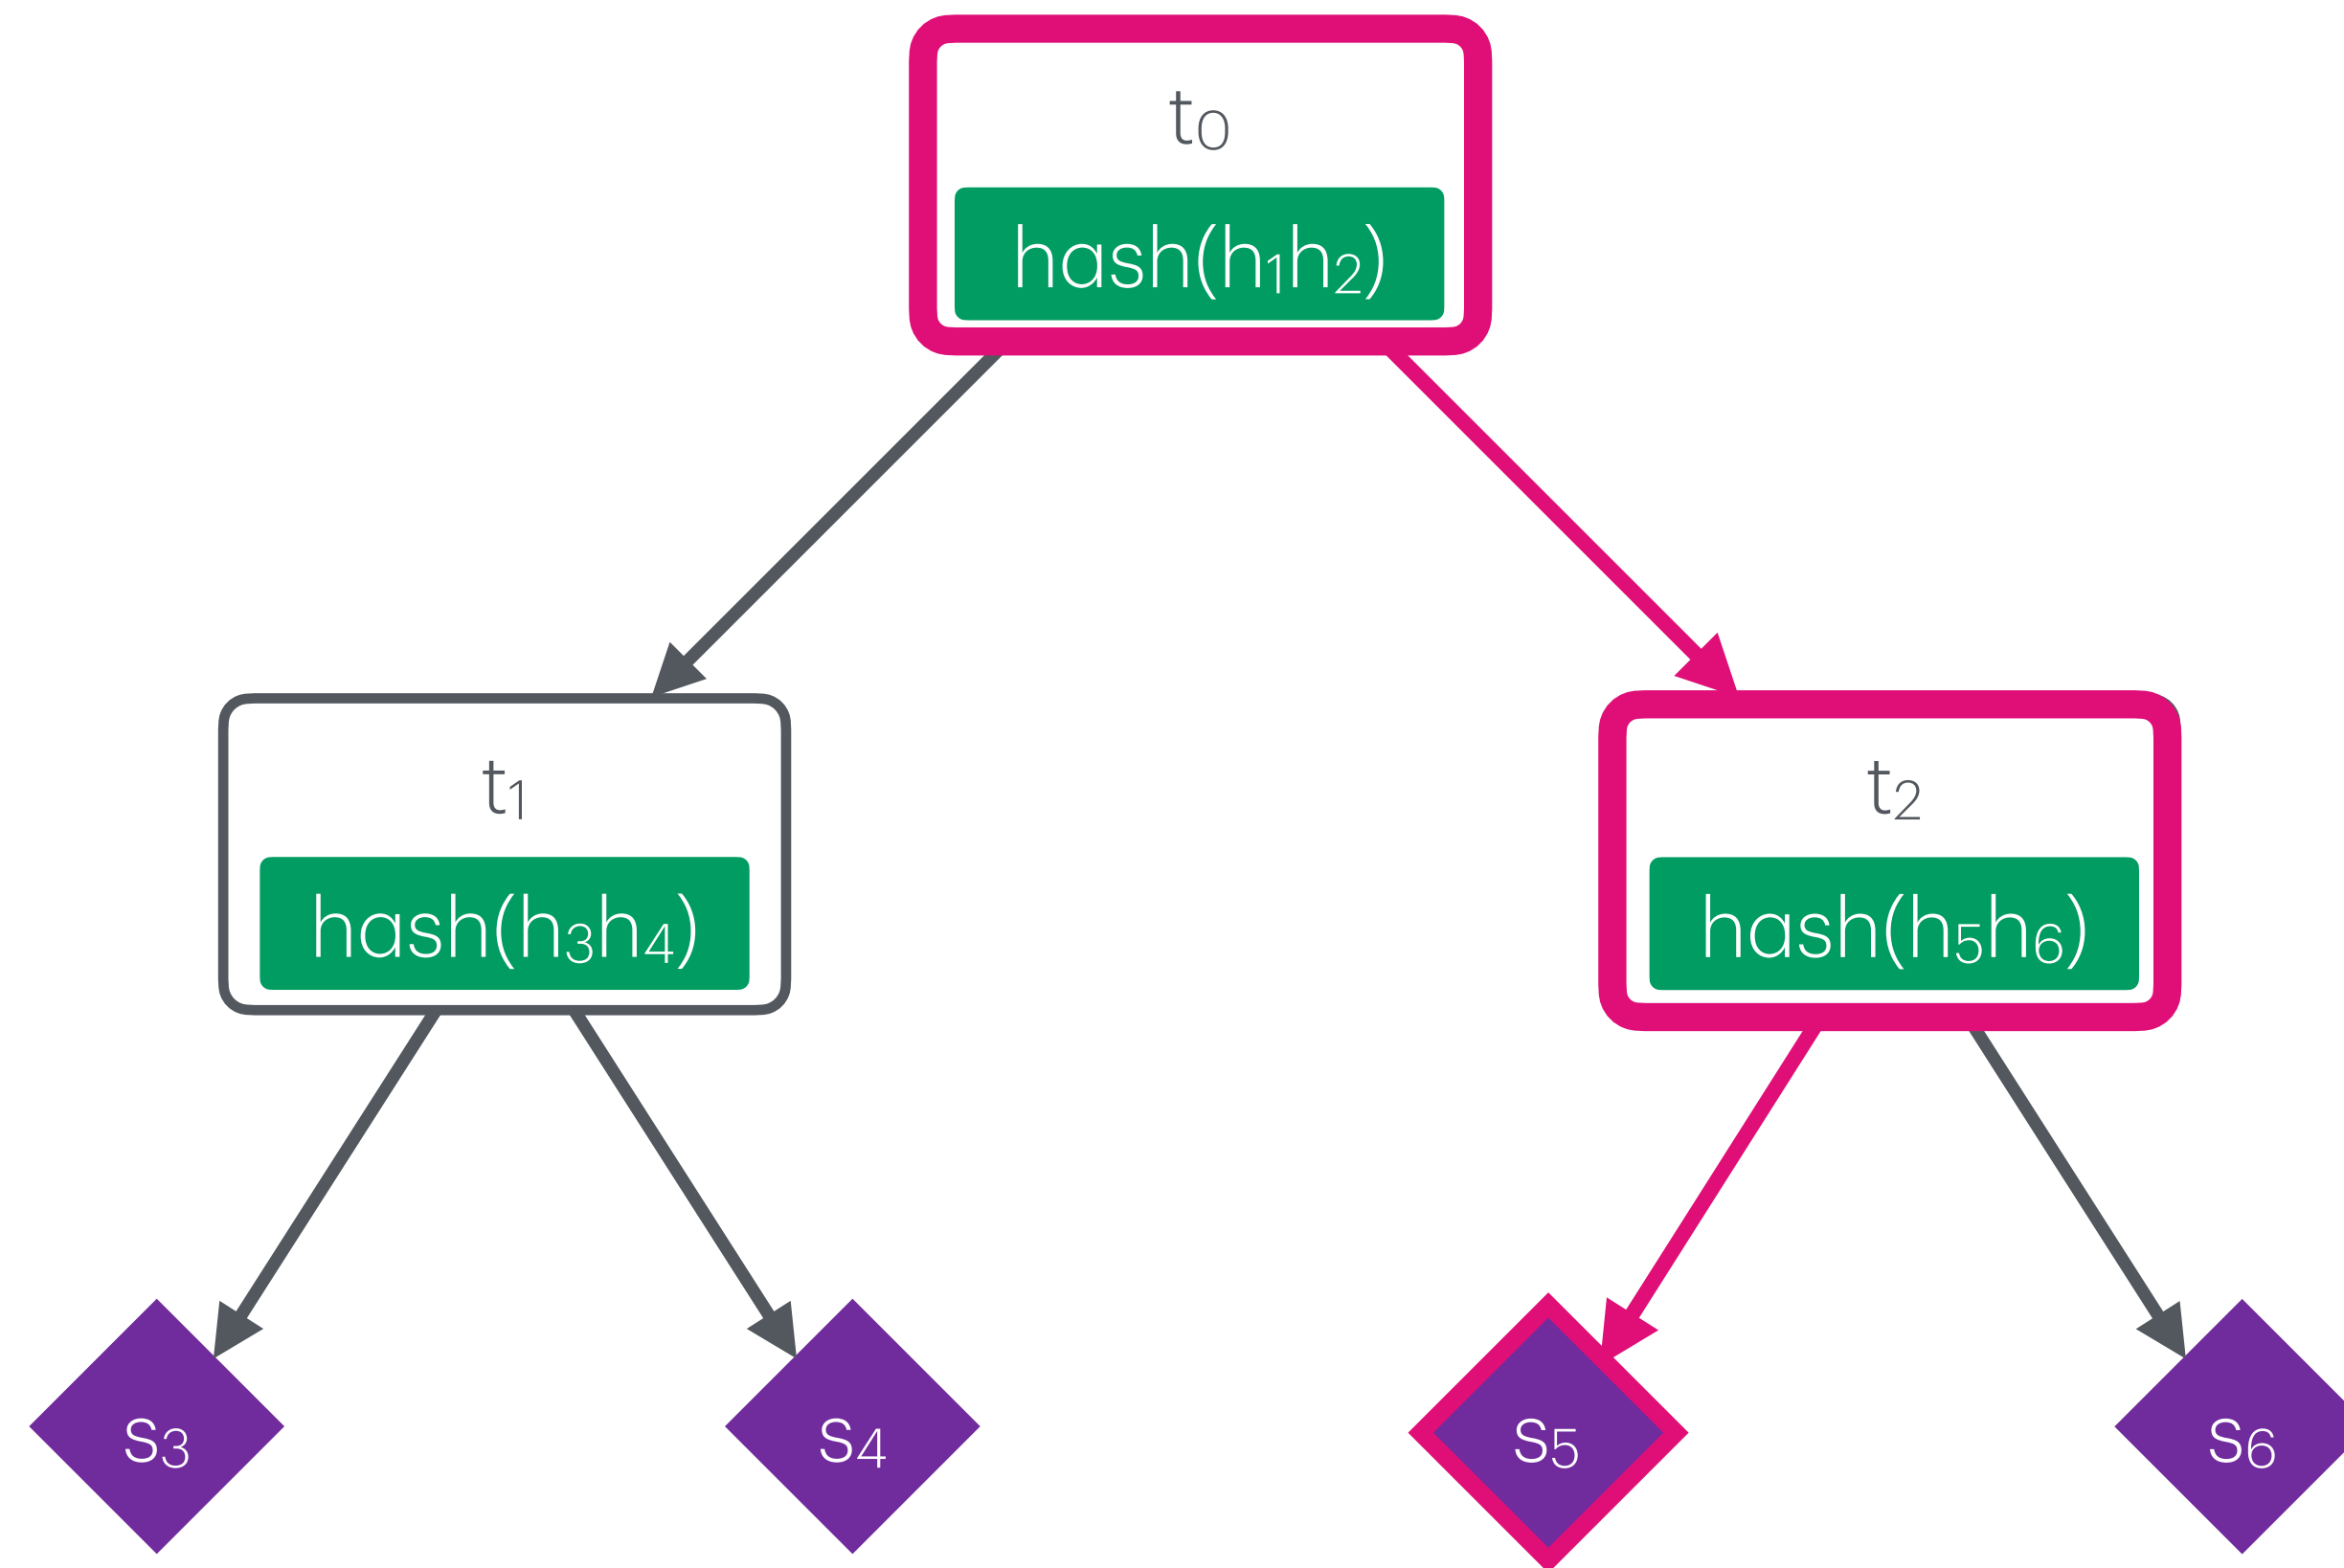 t₀
hash(h₁h₂)
t₁
t₂
hash(h₃h₄)
hash(h₅h₆)
s₃
s₄
s₅
s₆